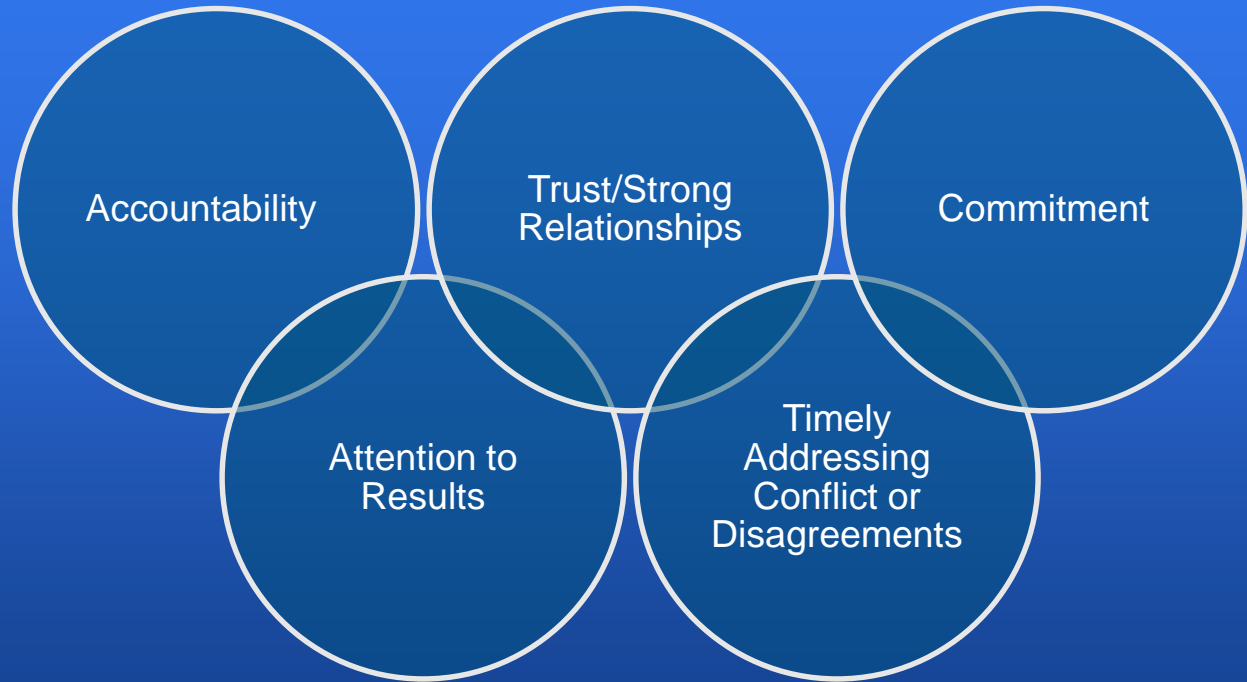 Accountability
Trust/Strong
Relationships
Commitment
Attention to
Results
Timely
Addressing
Conflict or
Disagreements